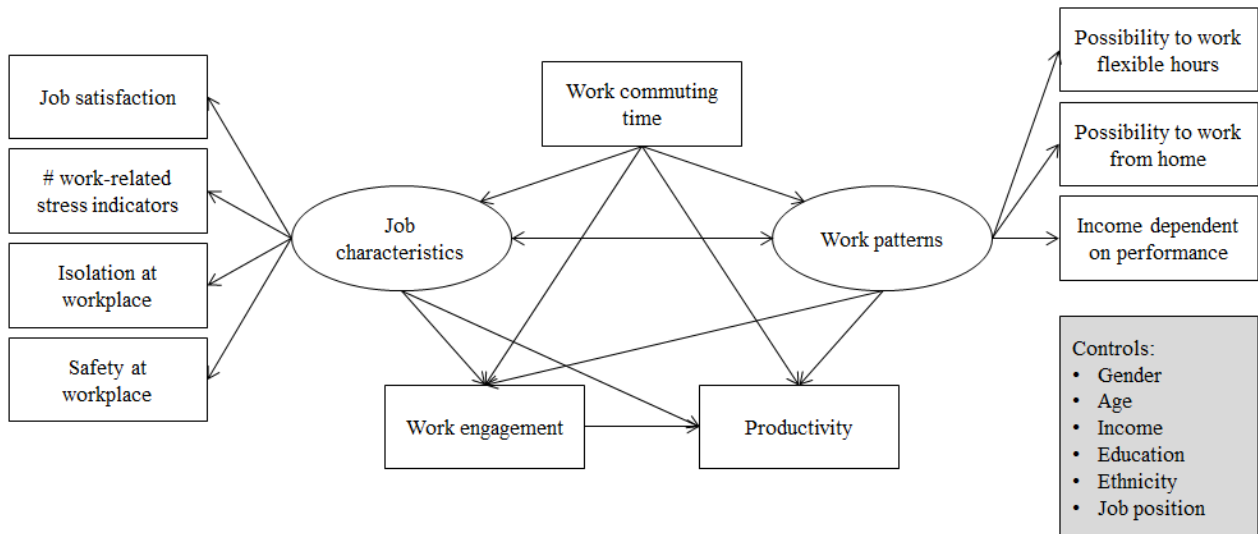 Job satisfaction
# work-related
stress indicators
Isolation at
workplace
Safety at
workplace
Work commuting
time
Job
characteristics
Work patterns
Work engagement
Productivity
Possibility to work
flexible hours
Possibility to work
from home
Income dependent
on performance
Controls:
• Gender
• Age
• Income
• Education
• Ethnicity
• Job position